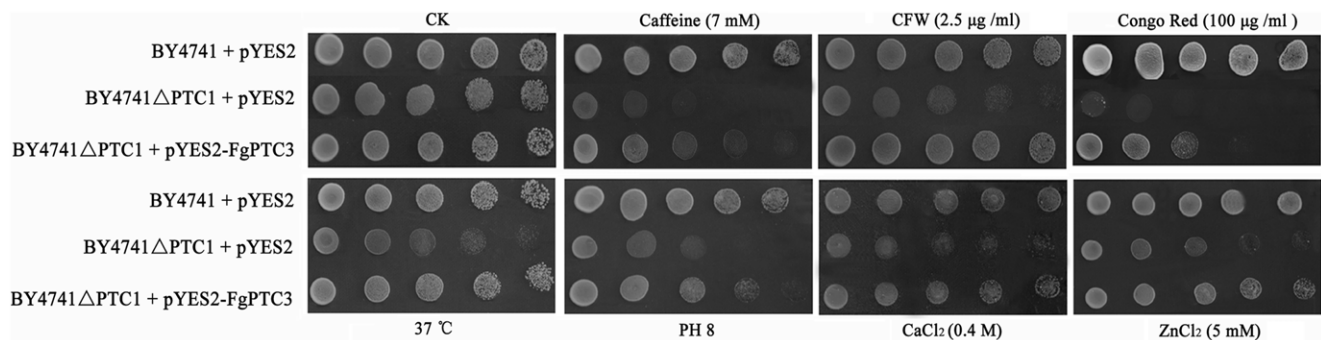 CK Caffeine (7 mM) CFW (2.5 μg /ml) Congo Red (100 μg /ml )
BY4741 + pYES2
BY4741△PTC1 + pYES2
BY4741△PTC1 + pYES2-FgPTC3
BY4741 + pYES2
BY4741△PTC1 + pYES2
BY4741△PTC1 + pYES2-FgPTC3
37 ℃ PH 8 CaCl₂ (0.4 M) ZnCl₂ (5 mM)